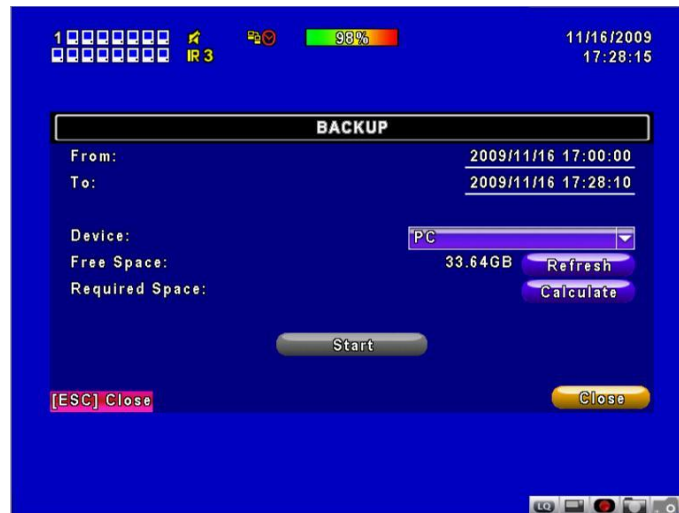 1 98% 11/16/2009
IR 3 17:28:15
BACKUP
From: 2009/11/16 17:00:00
To: 2009/11/16 17:28:10
Device: PC
Free Space: 33.64GB Refresh
Required Space: Calculate
Start
[ESC] Close Close
LQ